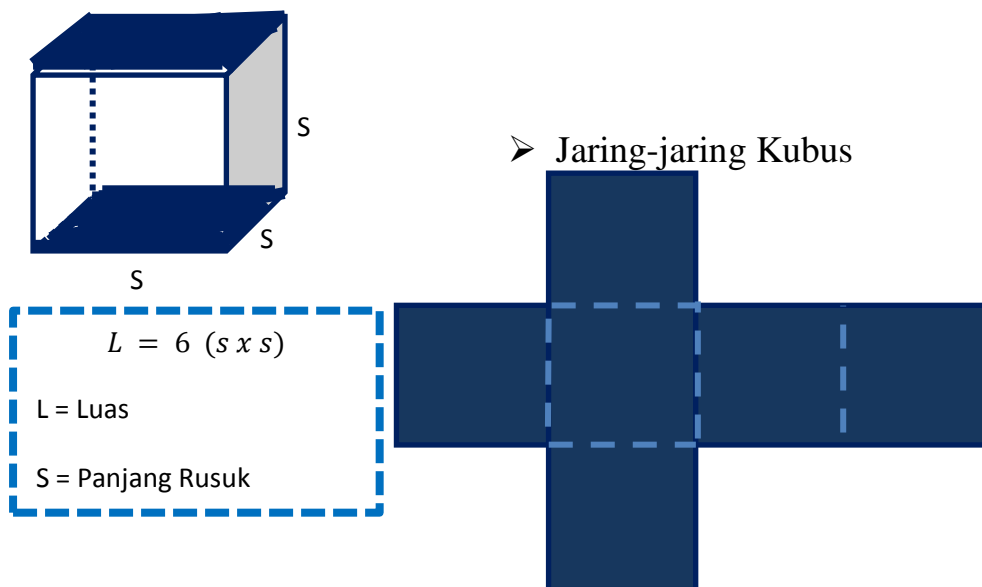 S
➢ Jaring-jaring Kubus
S
S
L = 6 (s x s)
L = Luas
S = Panjang Rusuk